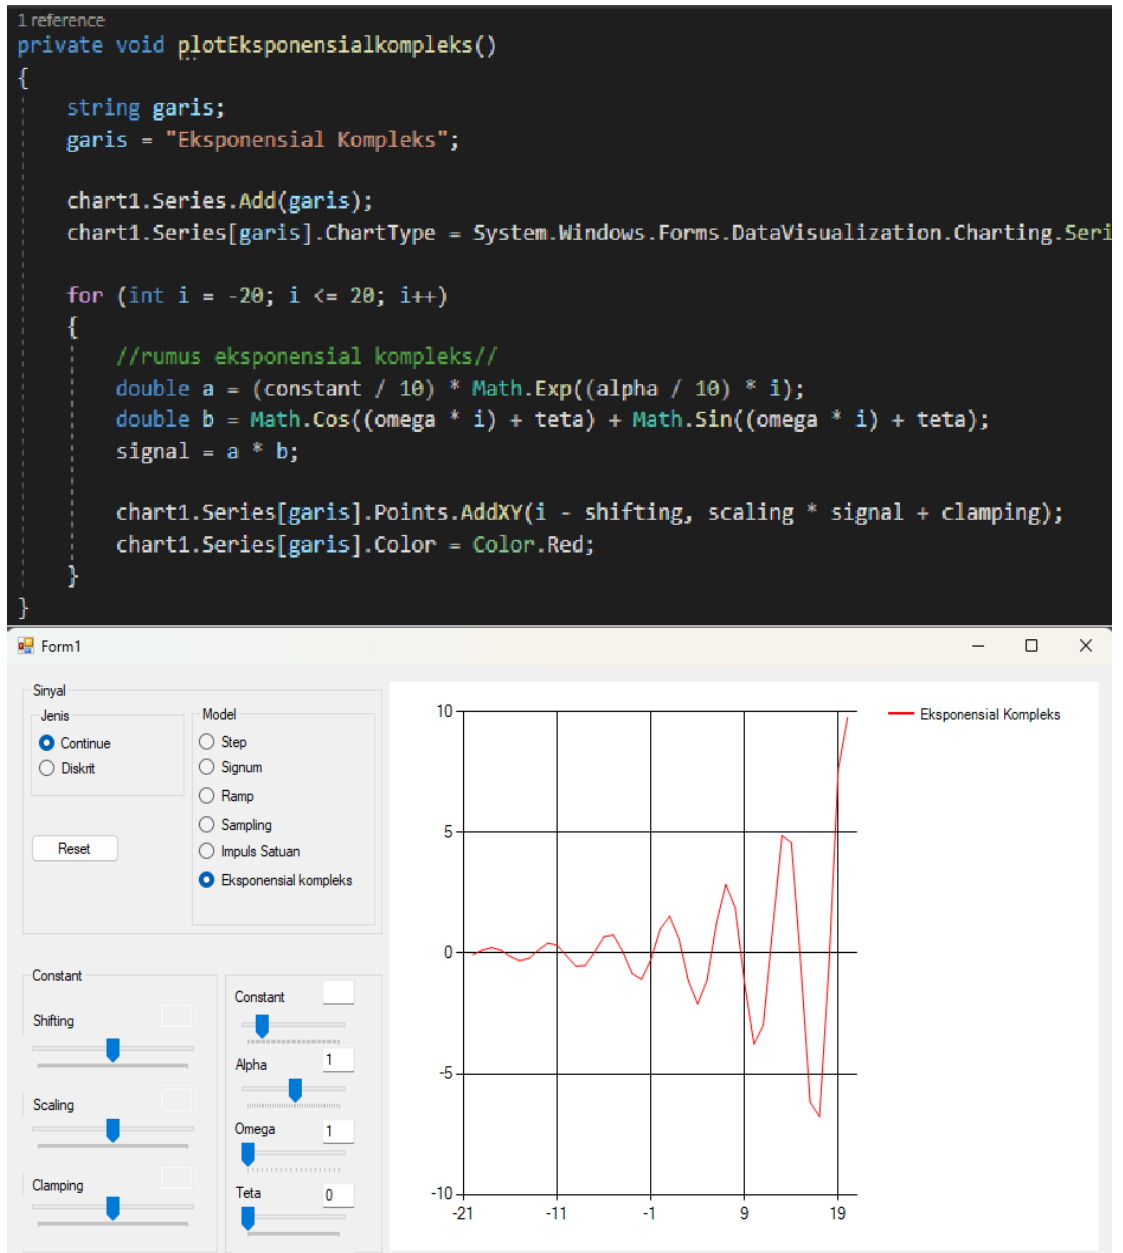 1 reference
private void plotEksponensialkompleks()
{
string garis;
garis = "Eksponensial Kompleks";
chart1.Series.Add(garis);
chart1.Series[garis].ChartType = System.Windows.Forms.DataVisualization.Charting.Seri
for (int i = -20; i <= 20; i++)
{
//rumus eksponensial kompleks//
double a = (constant / 10) * Math.Exp((alpha / 10) * i);
double b = Math.Cos((omega * i) + teta) + Math.Sin((omega * i) + teta);
signal = a * b;
chart1.Series[garis].Points.AddXY(i - shifting, scaling * signal + clamping);
chart1.Series[garis].Color = Color.Red;
}
}
Form1
Sinyal
Jenis
Continue
Diskrit
Reset
Model
Step
Signum
Ramp
Sampling
Impuls Satuan
Eksponensial kompleks
Constant
Shifting
Scaling
Clamping
Constant
Alpha 1
Omega 1
Teta 0
10
5
0
-5
-10
-21 -11 -1 9 19
Eksponensial Kompleks